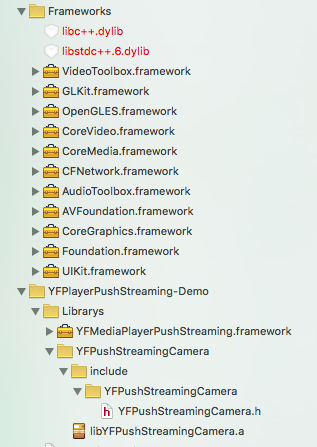 Frameworks
libc++.dylib
libstdc++.6.dylib
VideoToolbox.framework
GLKit.framework
OpenGLES.framework
CoreVideo.framework
CoreMedia.framework
CFNetwork.framework
AudioToolbox.framework
AVFoundation.framework
CoreGraphics.framework
Foundation.framework
UIKit.framework
YFPlayerPushStreaming-Demo
Librarys
YFMediaPlayerPushStreaming.framework
YFPushStreamingCamera
include
YFPushStreamingCamera
h YFPushStreamingCamera.h
libYFPushStreamingCamera.a